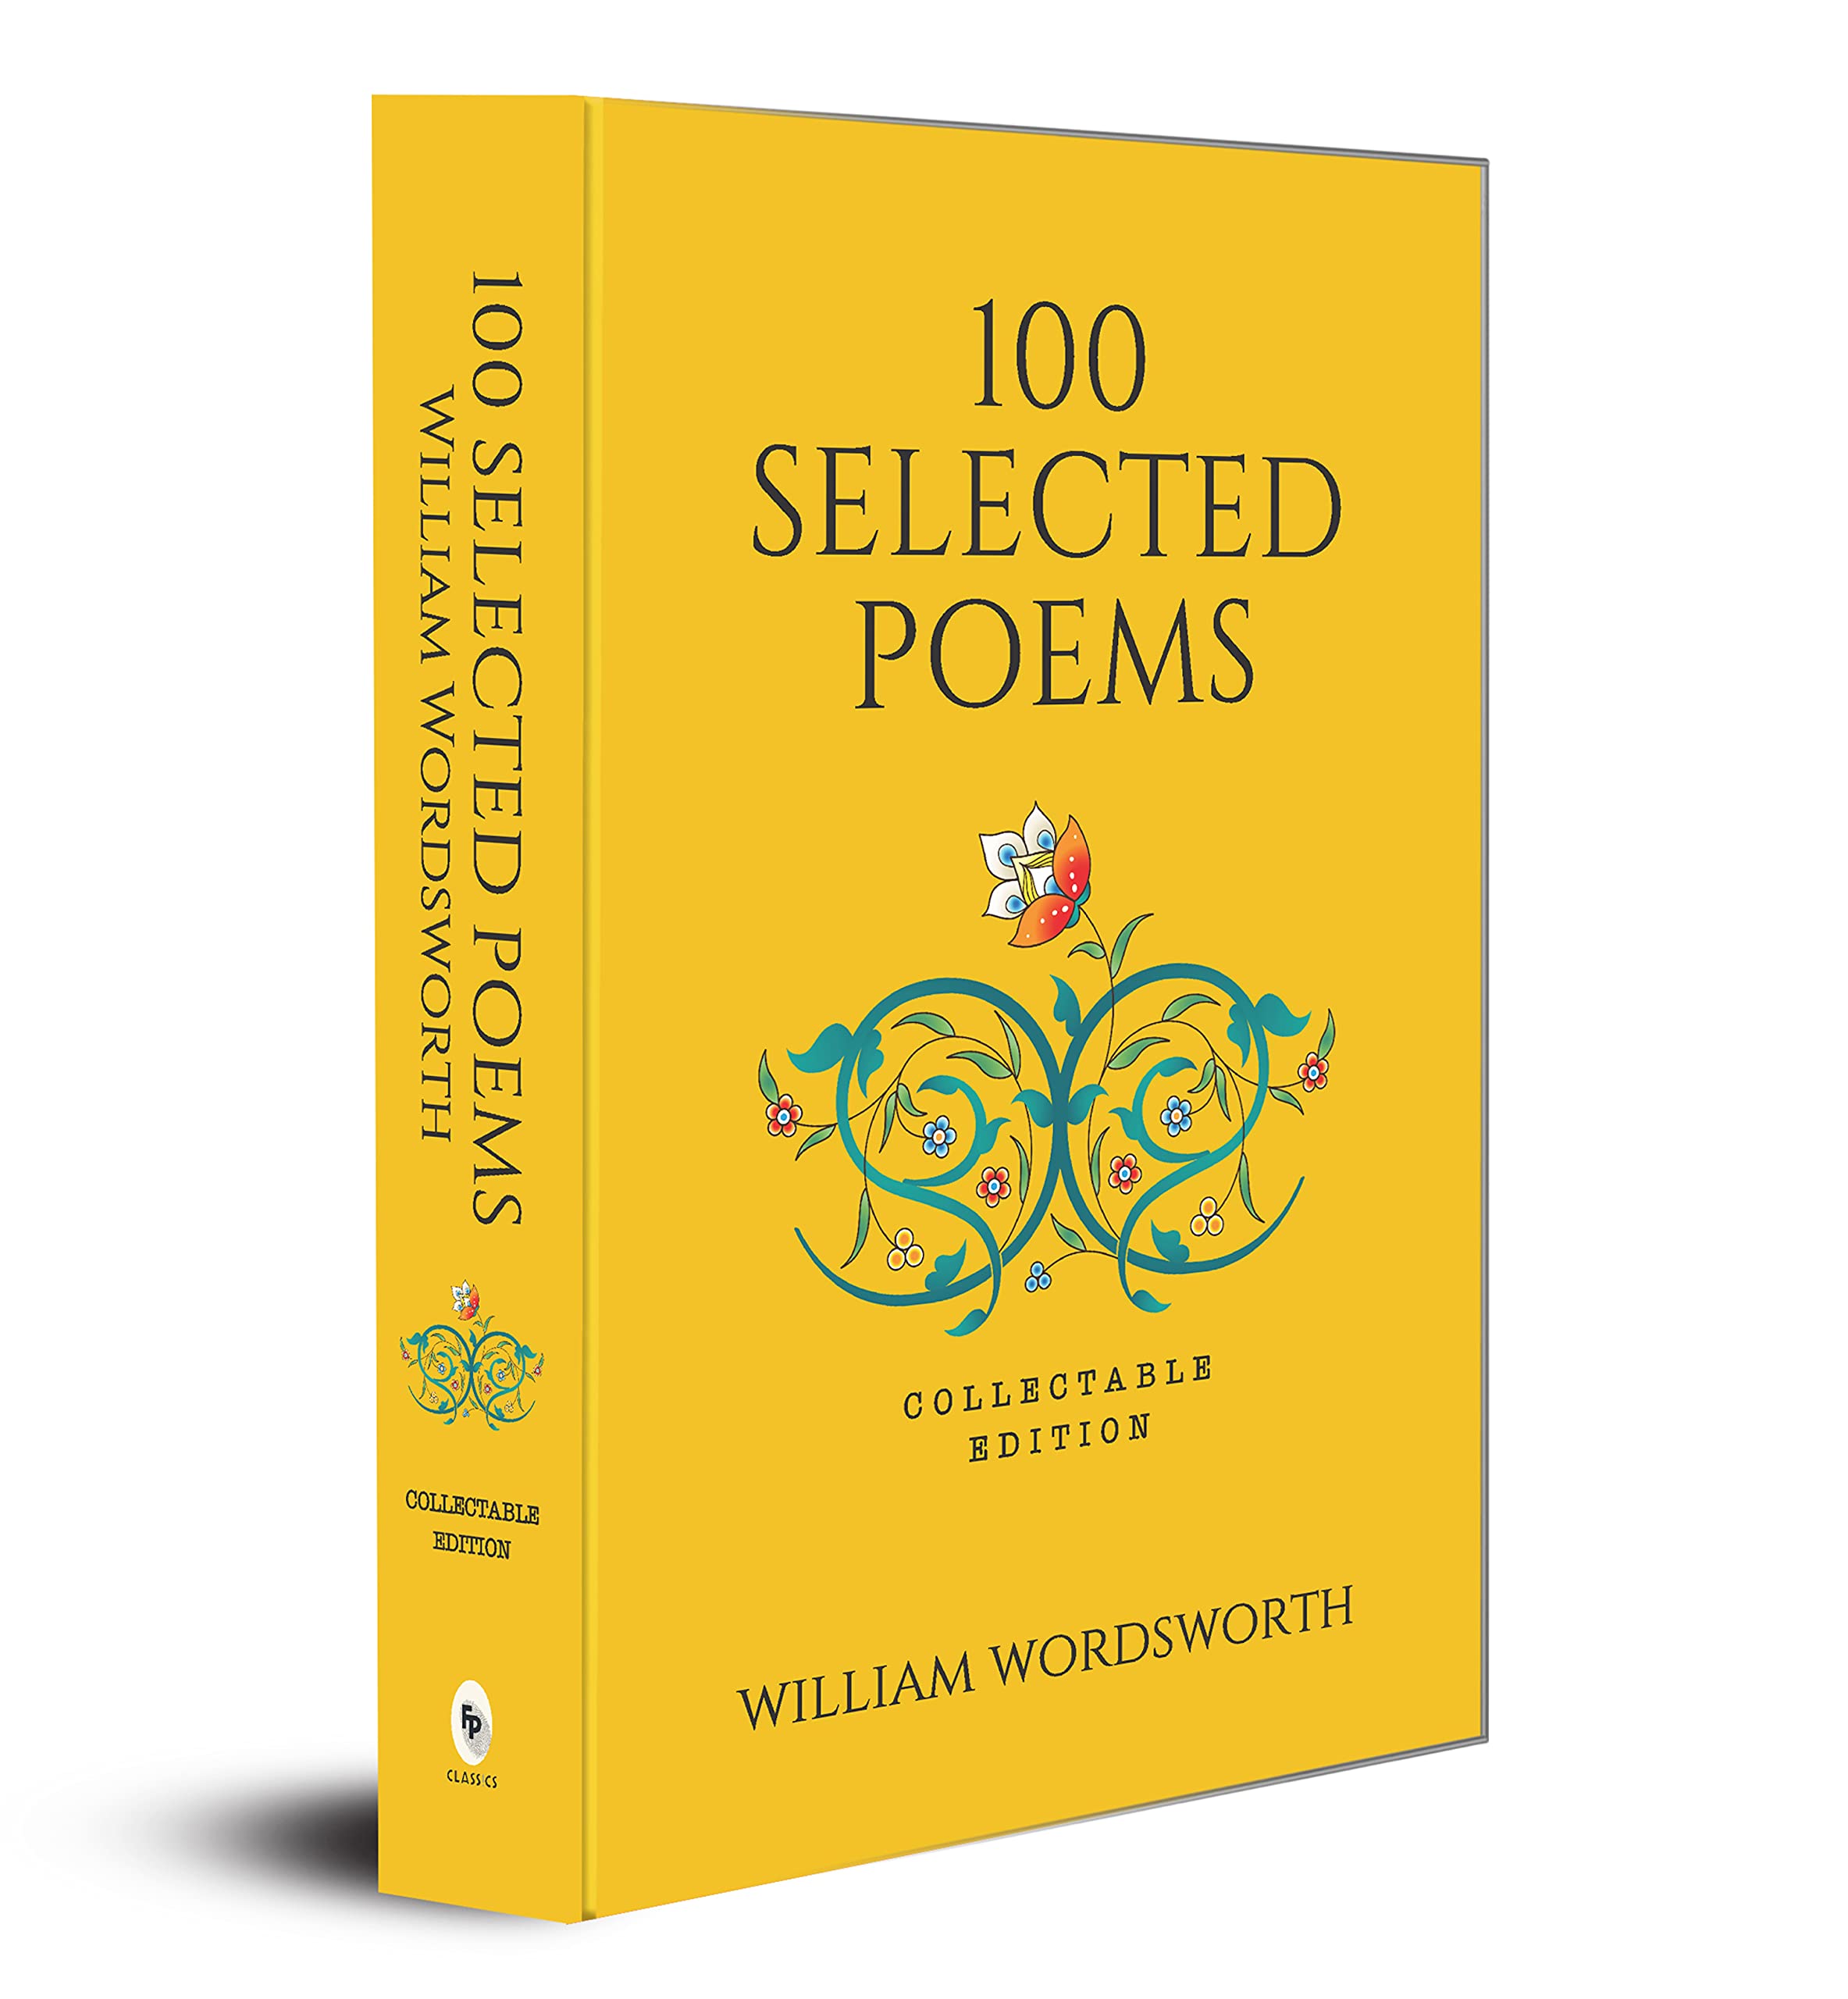 100 SELECTED POEMS
WILLIAM WORDSWORTH
COLLECTABLE
EDITION
FP
CLASSICS
100
SELECTED
POEMS
COLLECTABLE
EDITION
WILLIAM WORDSWORTH